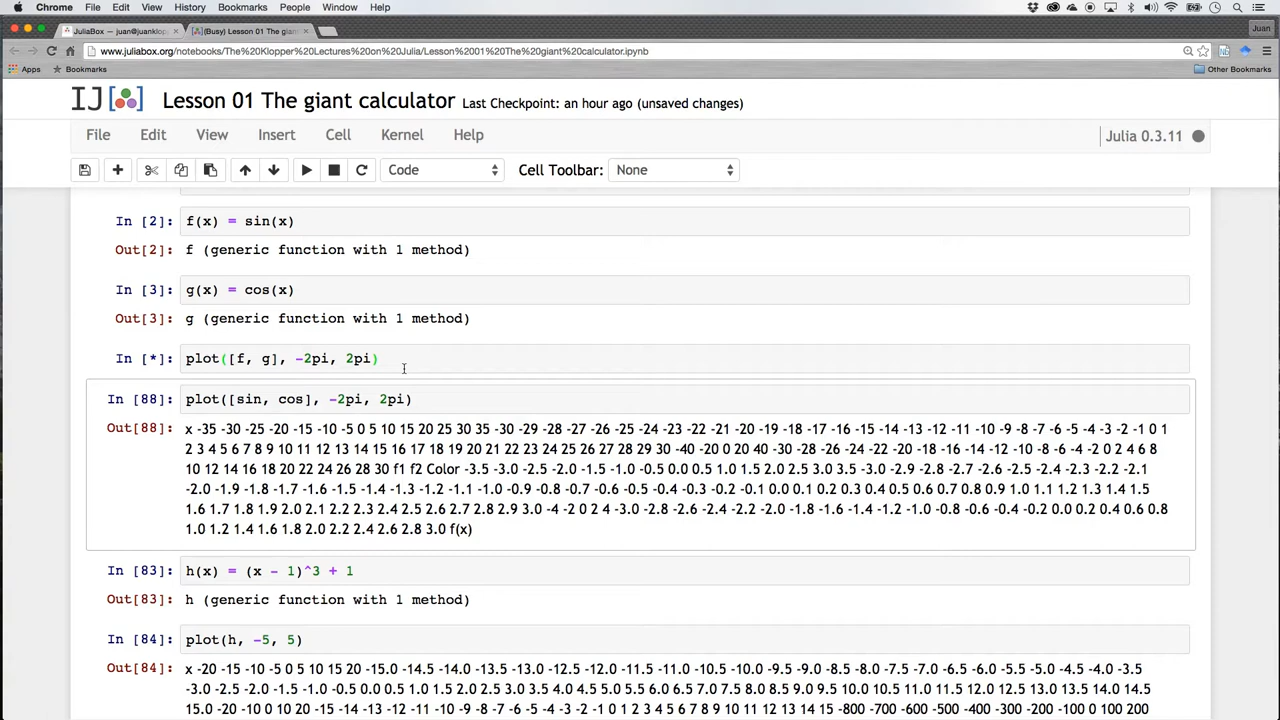 Chrome File Edit View History Bookmarks People Window Help
JuliaBox — juan@juanklopp
(Busy) Lesson 01 The giant
Juan
www.juliabox.org/notebooks/The%20Klopper%20Lectures%20on%20Julia/Lesson%2001%20The%20giant%20calculator.ipynb
Apps Bookmarks Other Bookmarks
IJ[ ] Lesson 01 The giant calculator Last Checkpoint: an hour ago (unsaved changes)
File Edit View Insert Cell Kernel Help Julia 0.3.11
Code Cell Toolbar: None
In [2]: f(x) = sin(x)
Out[2]: f (generic function with 1 method)
In [3]: g(x) = cos(x)
Out[3]: g (generic function with 1 method)
In [*]: plot([f, g], -2pi, 2pi)
In [88]: plot([sin, cos], -2pi, 2pi)
Out[88]: x -35 -30 -25 -20 -15 -10 -5 0 5 10 15 20 25 30 35 -30 -29 -28 -27 -26 -25 -24 -23 -22 -21 -20 -19 -18 -17 -16 -15 -14 -13 -12 -11 -10 -9 -8 -7 -6 -5 -4 -3 -2 -1 0 1
2 3 4 5 6 7 8 9 10 11 12 13 14 15 16 17 18 19 20 21 22 23 24 25 26 27 28 29 30 -40 -20 0 20 40 -30 -28 -26 -24 -22 -20 -18 -16 -14 -12 -10 -8 -6 -4 -2 0 2 4 6 8
10 12 14 16 18 20 22 24 26 28 30 f1 f2 Color -3.5 -3.0 -2.5 -2.0 -1.5 -1.0 -0.5 0.0 0.5 1.0 1.5 2.0 2.5 3.0 3.5 -3.0 -2.9 -2.8 -2.7 -2.6 -2.5 -2.4 -2.3 -2.2 -2.1
-2.0 -1.9 -1.8 -1.7 -1.6 -1.5 -1.4 -1.3 -1.2 -1.1 -1.0 -0.9 -0.8 -0.7 -0.6 -0.5 -0.4 -0.3 -0.2 -0.1 0.0 0.1 0.2 0.3 0.4 0.5 0.6 0.7 0.8 0.9 1.0 1.1 1.2 1.3 1.4 1.5
1.6 1.7 1.8 1.9 2.0 2.1 2.2 2.3 2.4 2.5 2.6 2.7 2.8 2.9 3.0 -4 -2 0 2 4 -3.0 -2.8 -2.6 -2.4 -2.2 -2.0 -1.8 -1.6 -1.4 -1.2 -1.0 -0.8 -0.6 -0.4 -0.2 0.0 0.2 0.4 0.6 0.8
1.0 1.2 1.4 1.6 1.8 2.0 2.2 2.4 2.6 2.8 3.0 f(x)
In [83]: h(x) = (x - 1)^3 + 1
Out[83]: h (generic function with 1 method)
In [84]: plot(h, -5, 5)
Out[84]: x -20 -15 -10 -5 0 5 10 15 20 -15.0 -14.5 -14.0 -13.5 -13.0 -12.5 -12.0 -11.5 -11.0 -10.5 -10.0 -9.5 -9.0 -8.5 -8.0 -7.5 -7.0 -6.5 -6.0 -5.5 -5.0 -4.5 -4.0 -3.5
-3.0 -2.5 -2.0 -1.5 -1.0 -0.5 0.0 0.5 1.0 1.5 2.0 2.5 3.0 3.5 4.0 4.5 5.0 5.5 6.0 6.5 7.0 7.5 8.0 8.5 9.0 9.5 10.0 10.5 11.0 11.5 12.0 12.5 13.0 13.5 14.0 14.5
15.0 -20 -10 0 10 20 -15 -14 -13 -12 -11 -10 -9 -8 -7 -6 -5 -4 -3 -2 -1 0 1 2 3 4 5 6 7 8 9 10 11 12 13 14 15 -800 -700 -600 -500 -400 -300 -200 -100 0 100 200